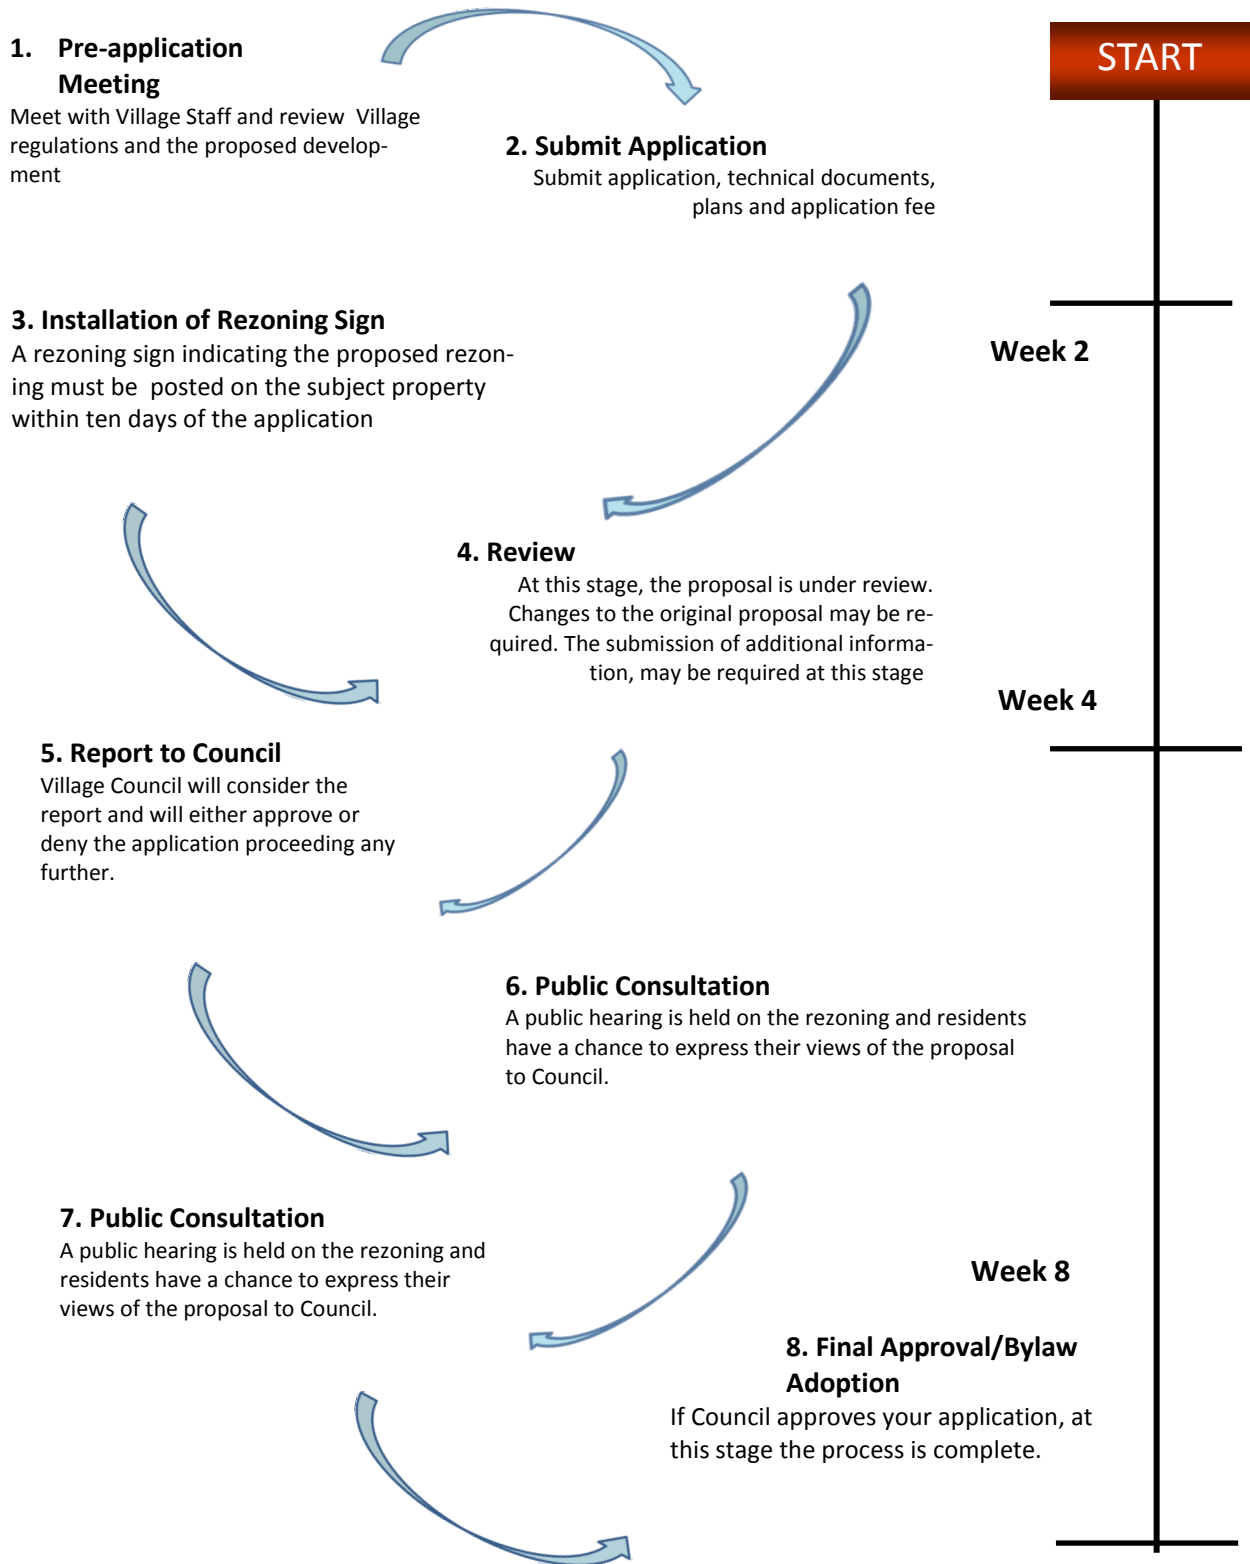 START
1. Pre-application
Meeting
Meet with Village Staff and review Village
regulations and the proposed develop-
ment
2. Submit Application
Submit application, technical documents,
plans and application fee
3. Installation of Rezoning Sign
A rezoning sign indicating the proposed rezon-
ing must be posted on the subject property
within ten days of the application
Week 2
4. Review
At this stage, the proposal is under review.
Changes to the original proposal may be re-
quired. The submission of additional informa-
tion, may be required at this stage
Week 4
5. Report to Council
Village Council will consider the
report and will either approve or
deny the application proceeding any
further.
6. Public Consultation
A public hearing is held on the rezoning and residents
have a chance to express their views of the proposal
to Council.
7. Public Consultation
A public hearing is held on the rezoning and
residents have a chance to express their
views of the proposal to Council.
Week 8
8. Final Approval/Bylaw
Adoption
If Council approves your application, at
this stage the process is complete.